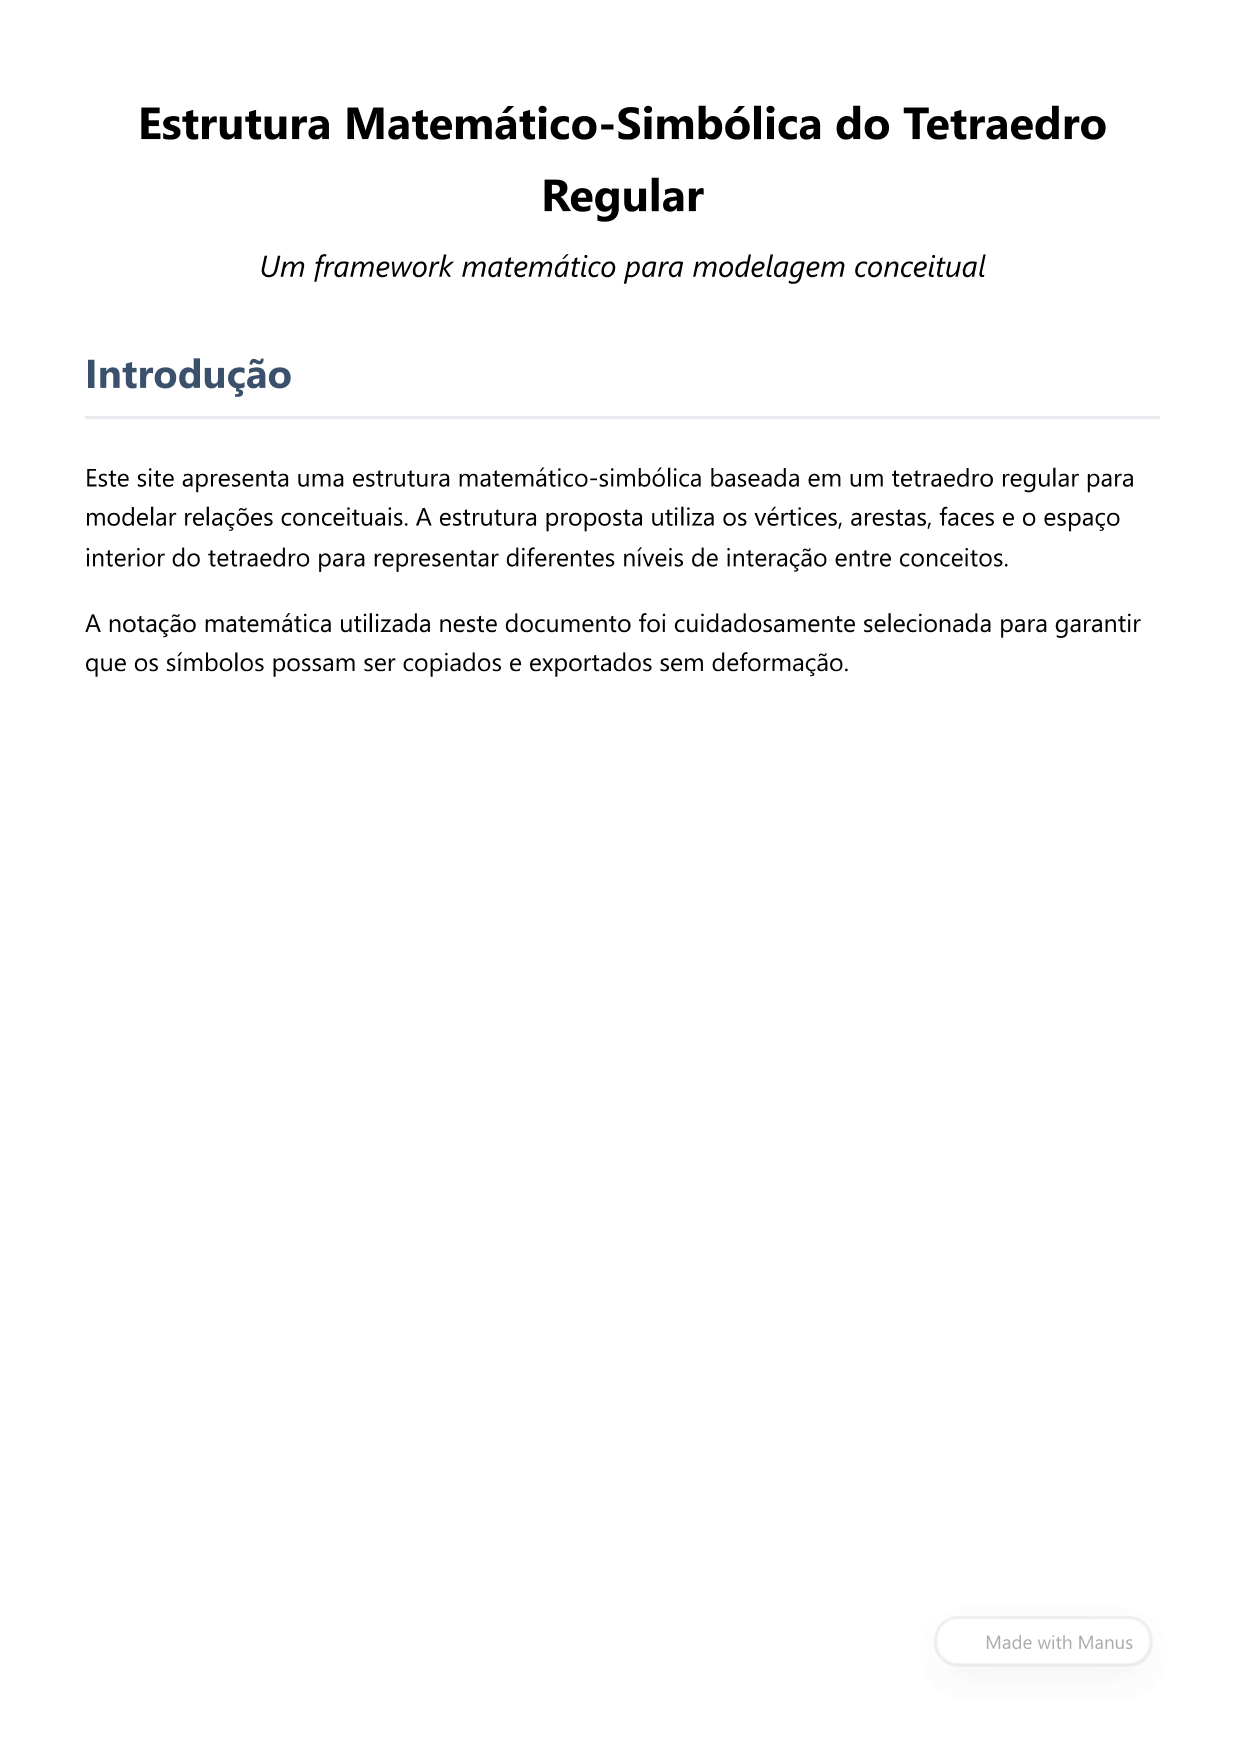 Estrutura Matemático-Simbólica do Tetraedro
Regular
Um framework matemático para modelagem conceitual
Introdução
Este site apresenta uma estrutura matemático-simbólica baseada em um tetraedro regular para
modelar relações conceituais. A estrutura proposta utiliza os vértices, arestas, faces e o espaço
interior do tetraedro para representar diferentes níveis de interação entre conceitos.
A notação matemática utilizada neste documento foi cuidadosamente selecionada para garantir
que os símbolos possam ser copiados e exportados sem deformação.
Made with Manus